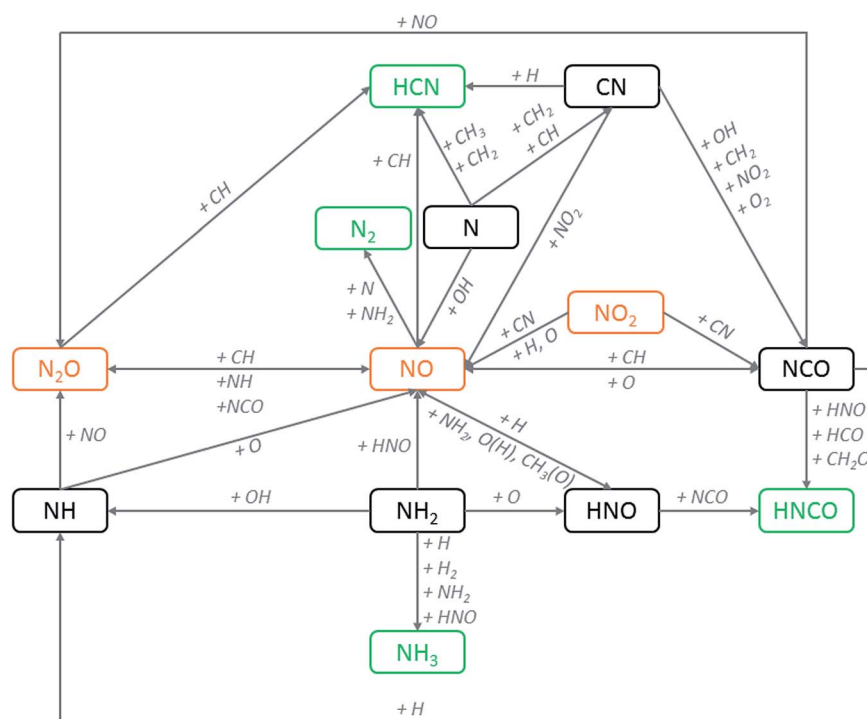 + NO
HCN
+ H
CN
+ CH
+ CH
+ CH₃
+ CH₂
+ CH₂
+ CH
+ OH
+ CH₂
+ NO₂
+ O₂
N₂
N
+ NO₂
+ N
+ NH₂
+ OH
NO₂
+ CN
+ H, O
+ CN
N₂O
+ CH
+NH
+NCO
NO
+ CH
+ O
NCO
+ NO
+ O
+ HNO
+ H
+ NH₂, O(H), CH₃(O)
+ HNO
+ HCO
+ CH₂O
NH
+ OH
NH₂
+ O
HNO
+ NCO
HNCO
+ H
+ H₂
+ NH₂
+ HNO
NH₃
+ H